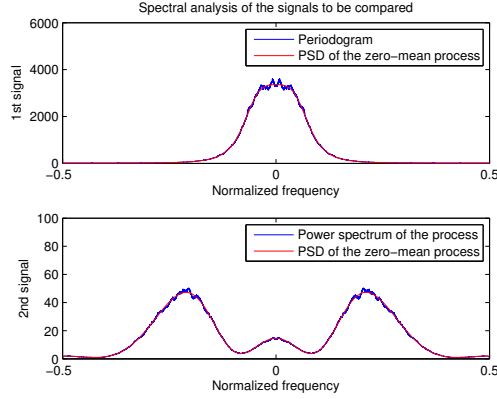 Spectral analysis of the signals to be compared
6000
4000
2000
0
1st signal
Periodogram
PSD of the zero-mean process
−0.5
0
0.5
Normalized frequency
100
80
60
40
20
0
2nd signal
Power spectrum of the process
PSD of the zero-mean process
−0.5
0
0.5
Normalized frequency